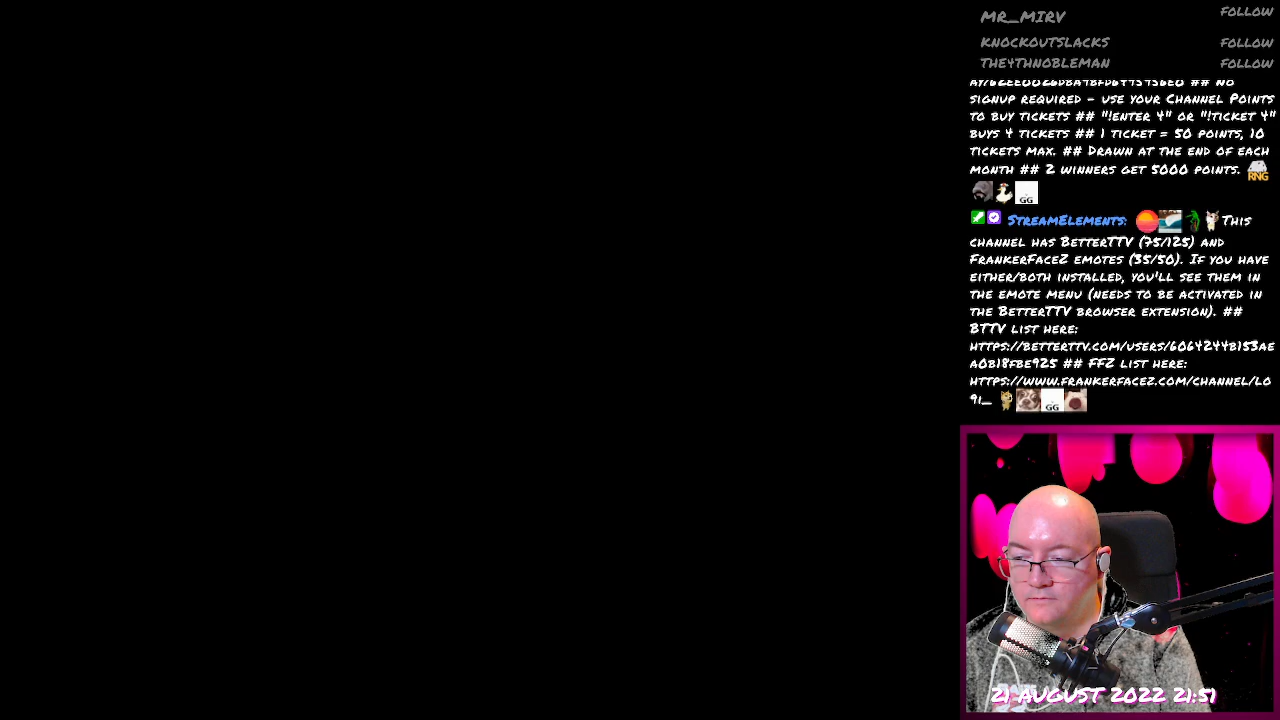 MR_MIRV FOLLOW
KNOCKOUTSLACKS FOLLOW
THE4THNOBLEMAN FOLLOW
## NO
SIGNUP REQUIRED - USE YOUR CHANNEL POINTS
TO BUY TICKETS ## "!ENTER 4" OR "!TICKET 4"
BUYS 4 TICKETS ## 1 TICKET = 50 POINTS, 10
TICKETS MAX. ## DRAWN AT THE END OF EACH
MONTH ## 2 WINNERS GET 5000 POINTS. RNG
GG
STREAMELEMENTS: THIS
CHANNEL HAS BETTERTTV (75/125) AND
FRANKERFACEZ EMOTES (35/50). IF YOU HAVE
EITHER/BOTH INSTALLED, YOU'LL SEE THEM IN
THE EMOTE MENU (NEEDS TO BE ACTIVATED IN
THE BETTERTTV BROWSER EXTENSION). ##
BTTV LIST HERE:
HTTPS://BETTERTTV.COM/USERS/6064244B153AE
A0B18FBE925 ## FFZ LIST HERE:
HTTPS://WWW.FRANKERFACEZ.COM/CHANNEL/LO
9I_ GG
21 AUGUST 2022 21:51